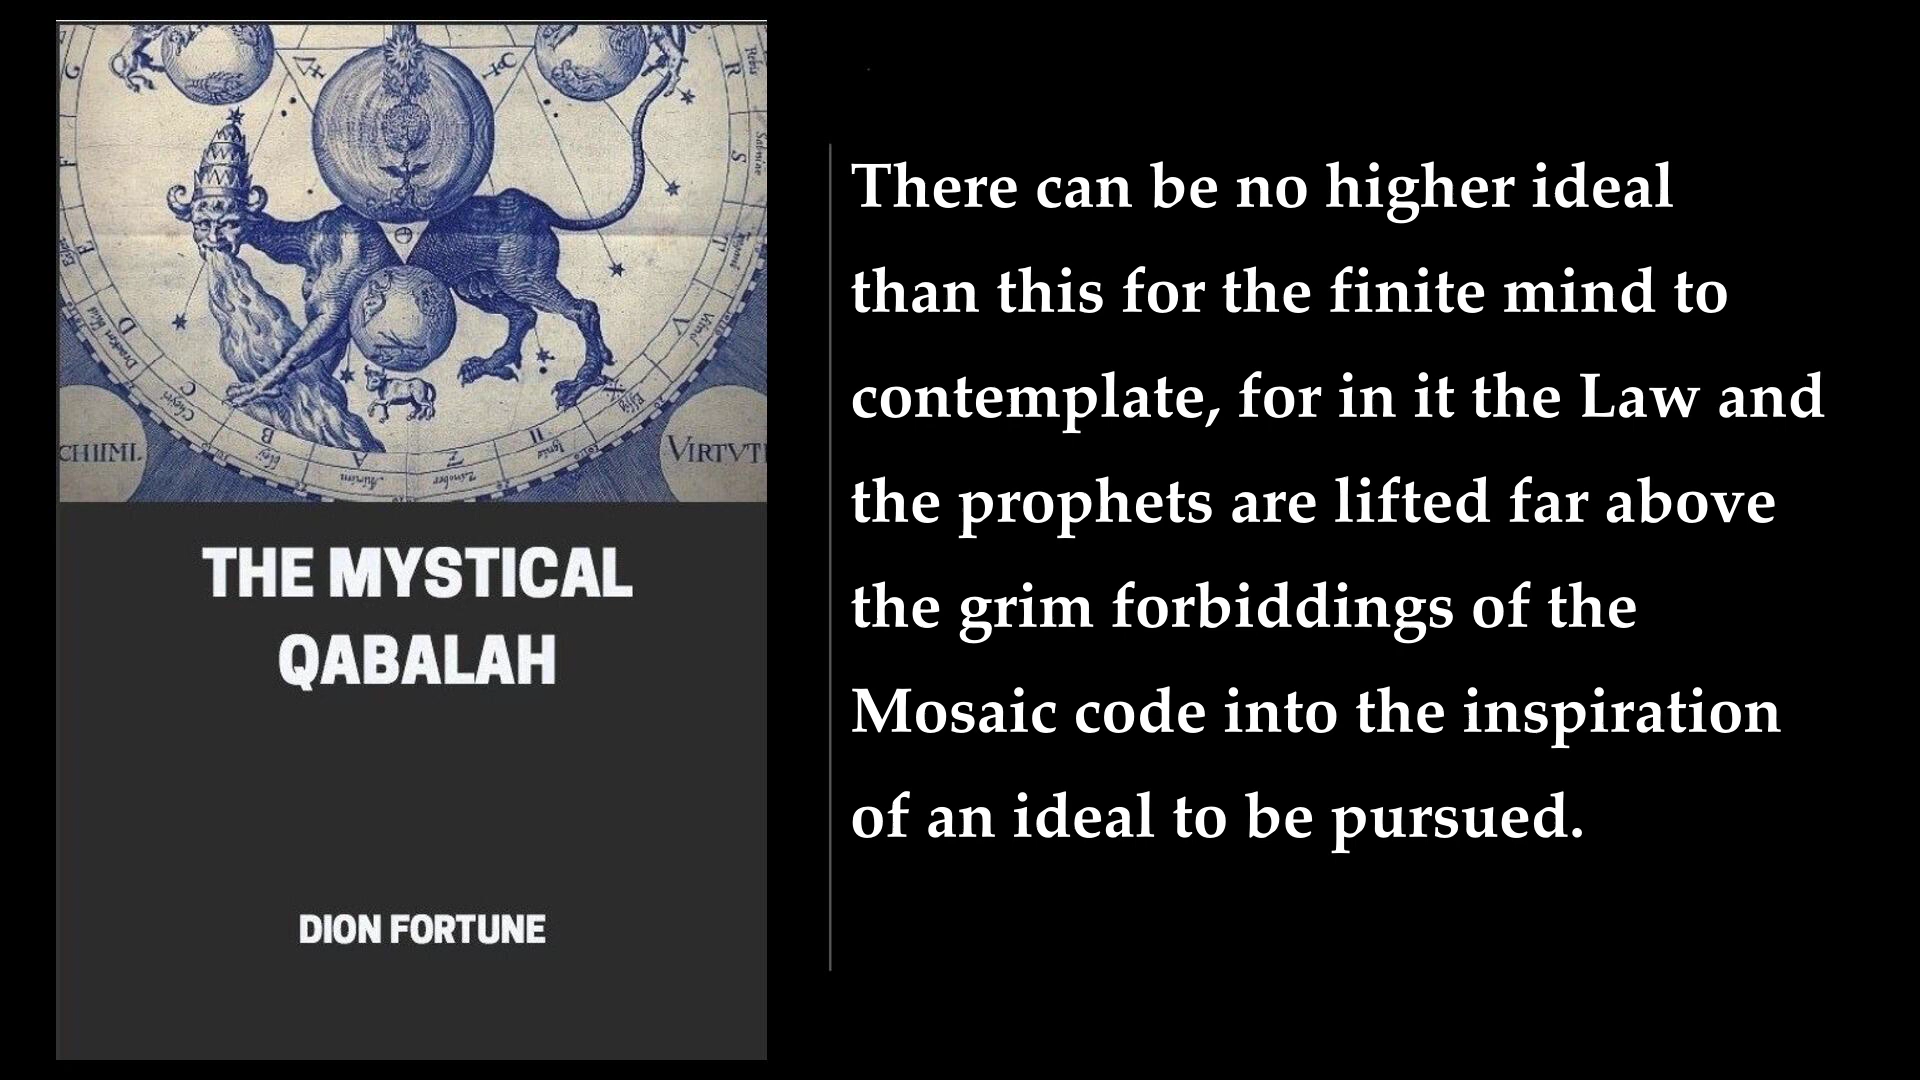 CHIIMI.
VIRTVTI
THE MYSTICAL
QABALAH
DION FORTUNE
There can be no higher ideal
than this for the finite mind to
contemplate, for in it the Law and
the prophets are lifted far above
the grim forbiddings of the
Mosaic code into the inspiration
of an ideal to be pursued.